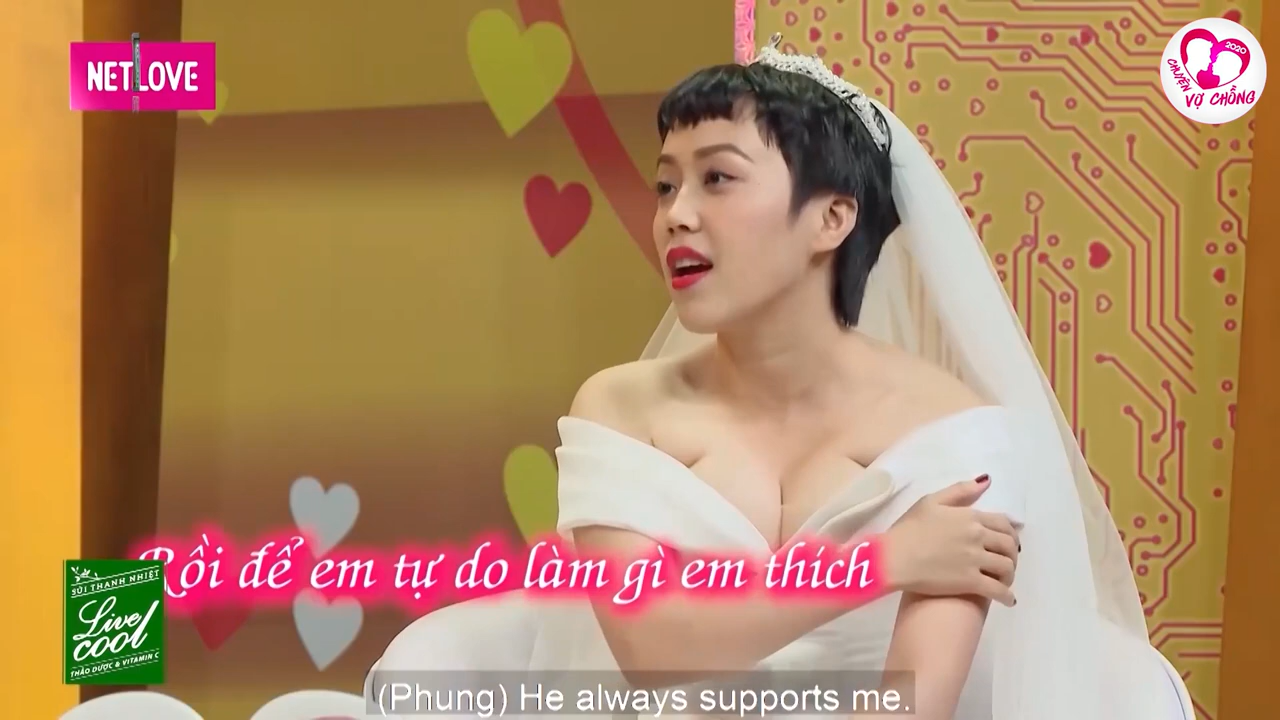 NETLOVE
2020
CHUYỆN
VỢ CHỒNG
Rồi để em tự do làm gì em thích
SỦI THANH NHIỆT
Live
cool
THẢO DƯỢC & VITAMIN C
(Phung) He always supports me.